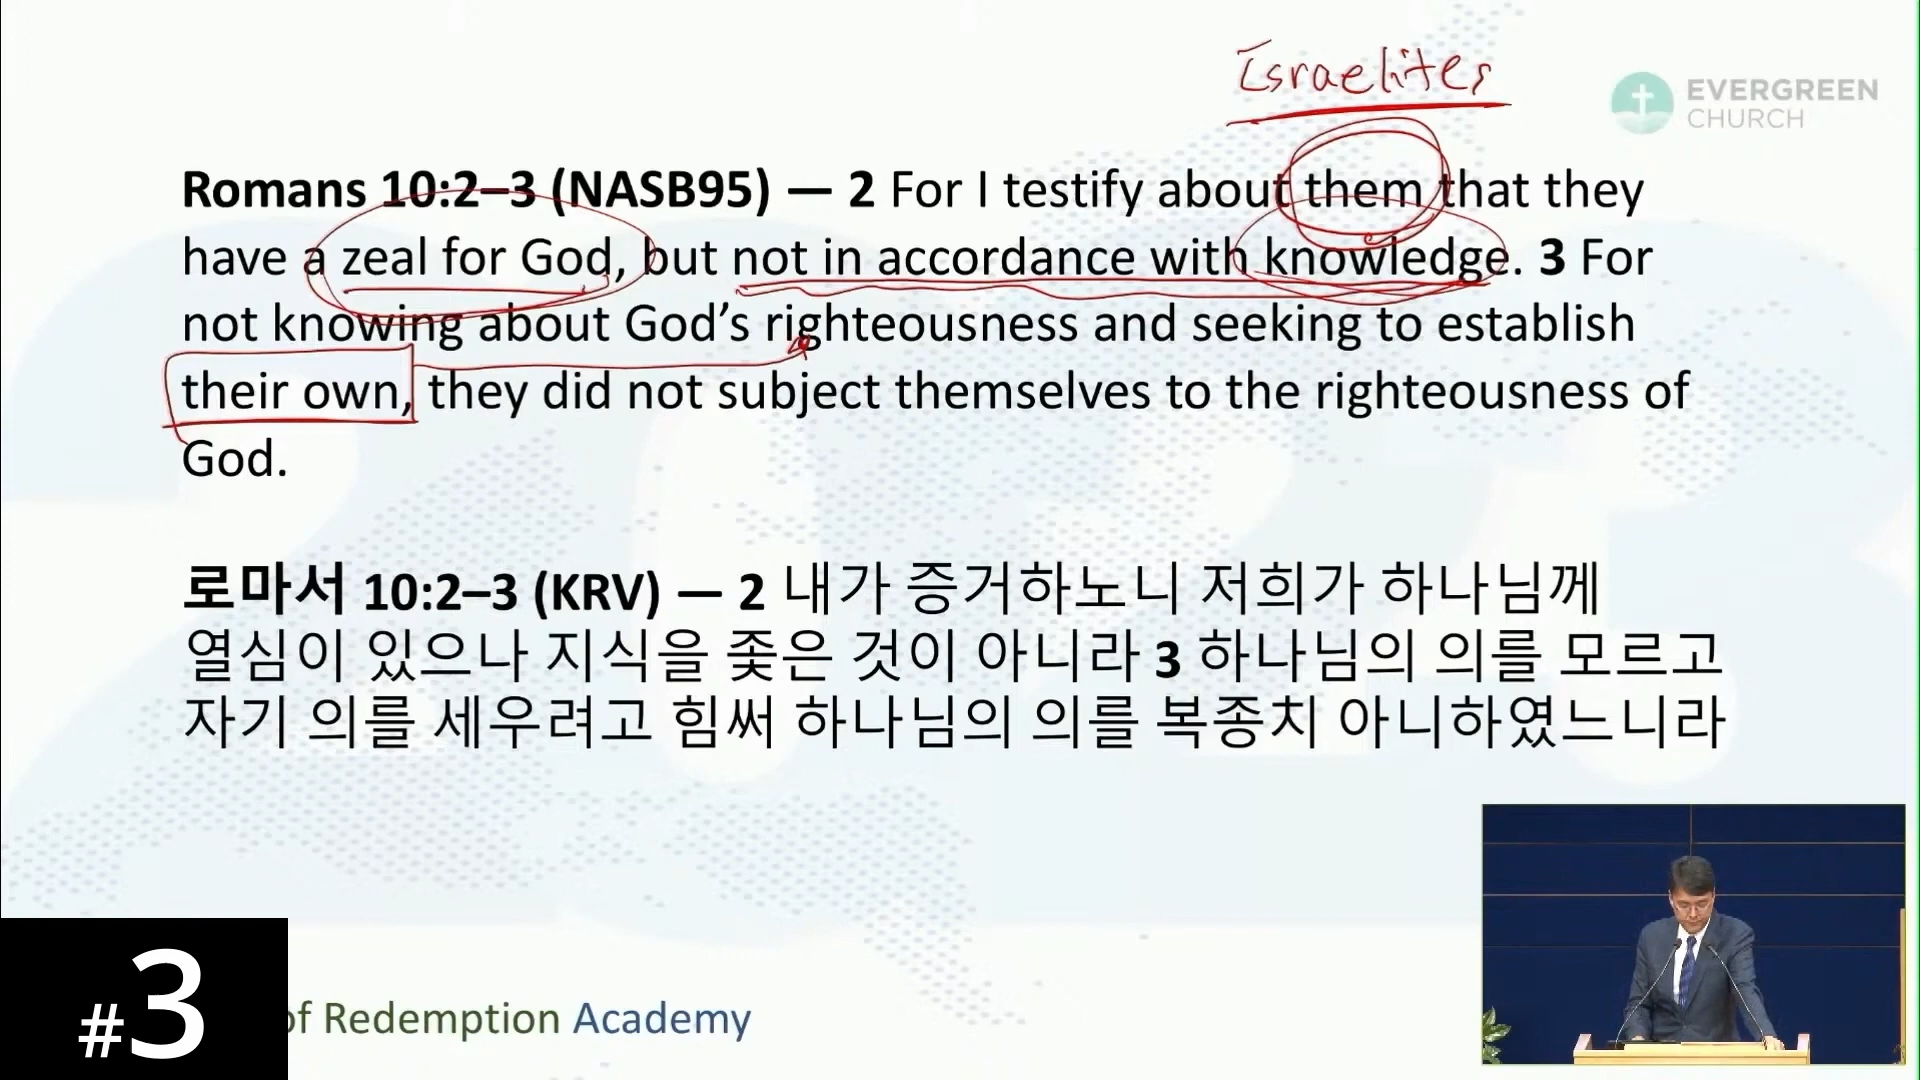 Israelites
EVERGREEN
CHURCH
Romans 10:2–3 (NASB95) — 2 For I testify about them that they
have a zeal for God, but not in accordance with knowledge. 3 For
not knowing about God’s righteousness and seeking to establish
their own, they did not subject themselves to the righteousness of
God.
로마서 10:2–3 (KRV) — 2 내가 증거하노니 저희가 하나님께
열심이 있으나 지식을 좇은 것이 아니라 3 하나님의 의를 모르고
자기 의를 세우려고 힘써 하나님의 의를 복종치 아니하였느니라
#3
of Redemption Academy